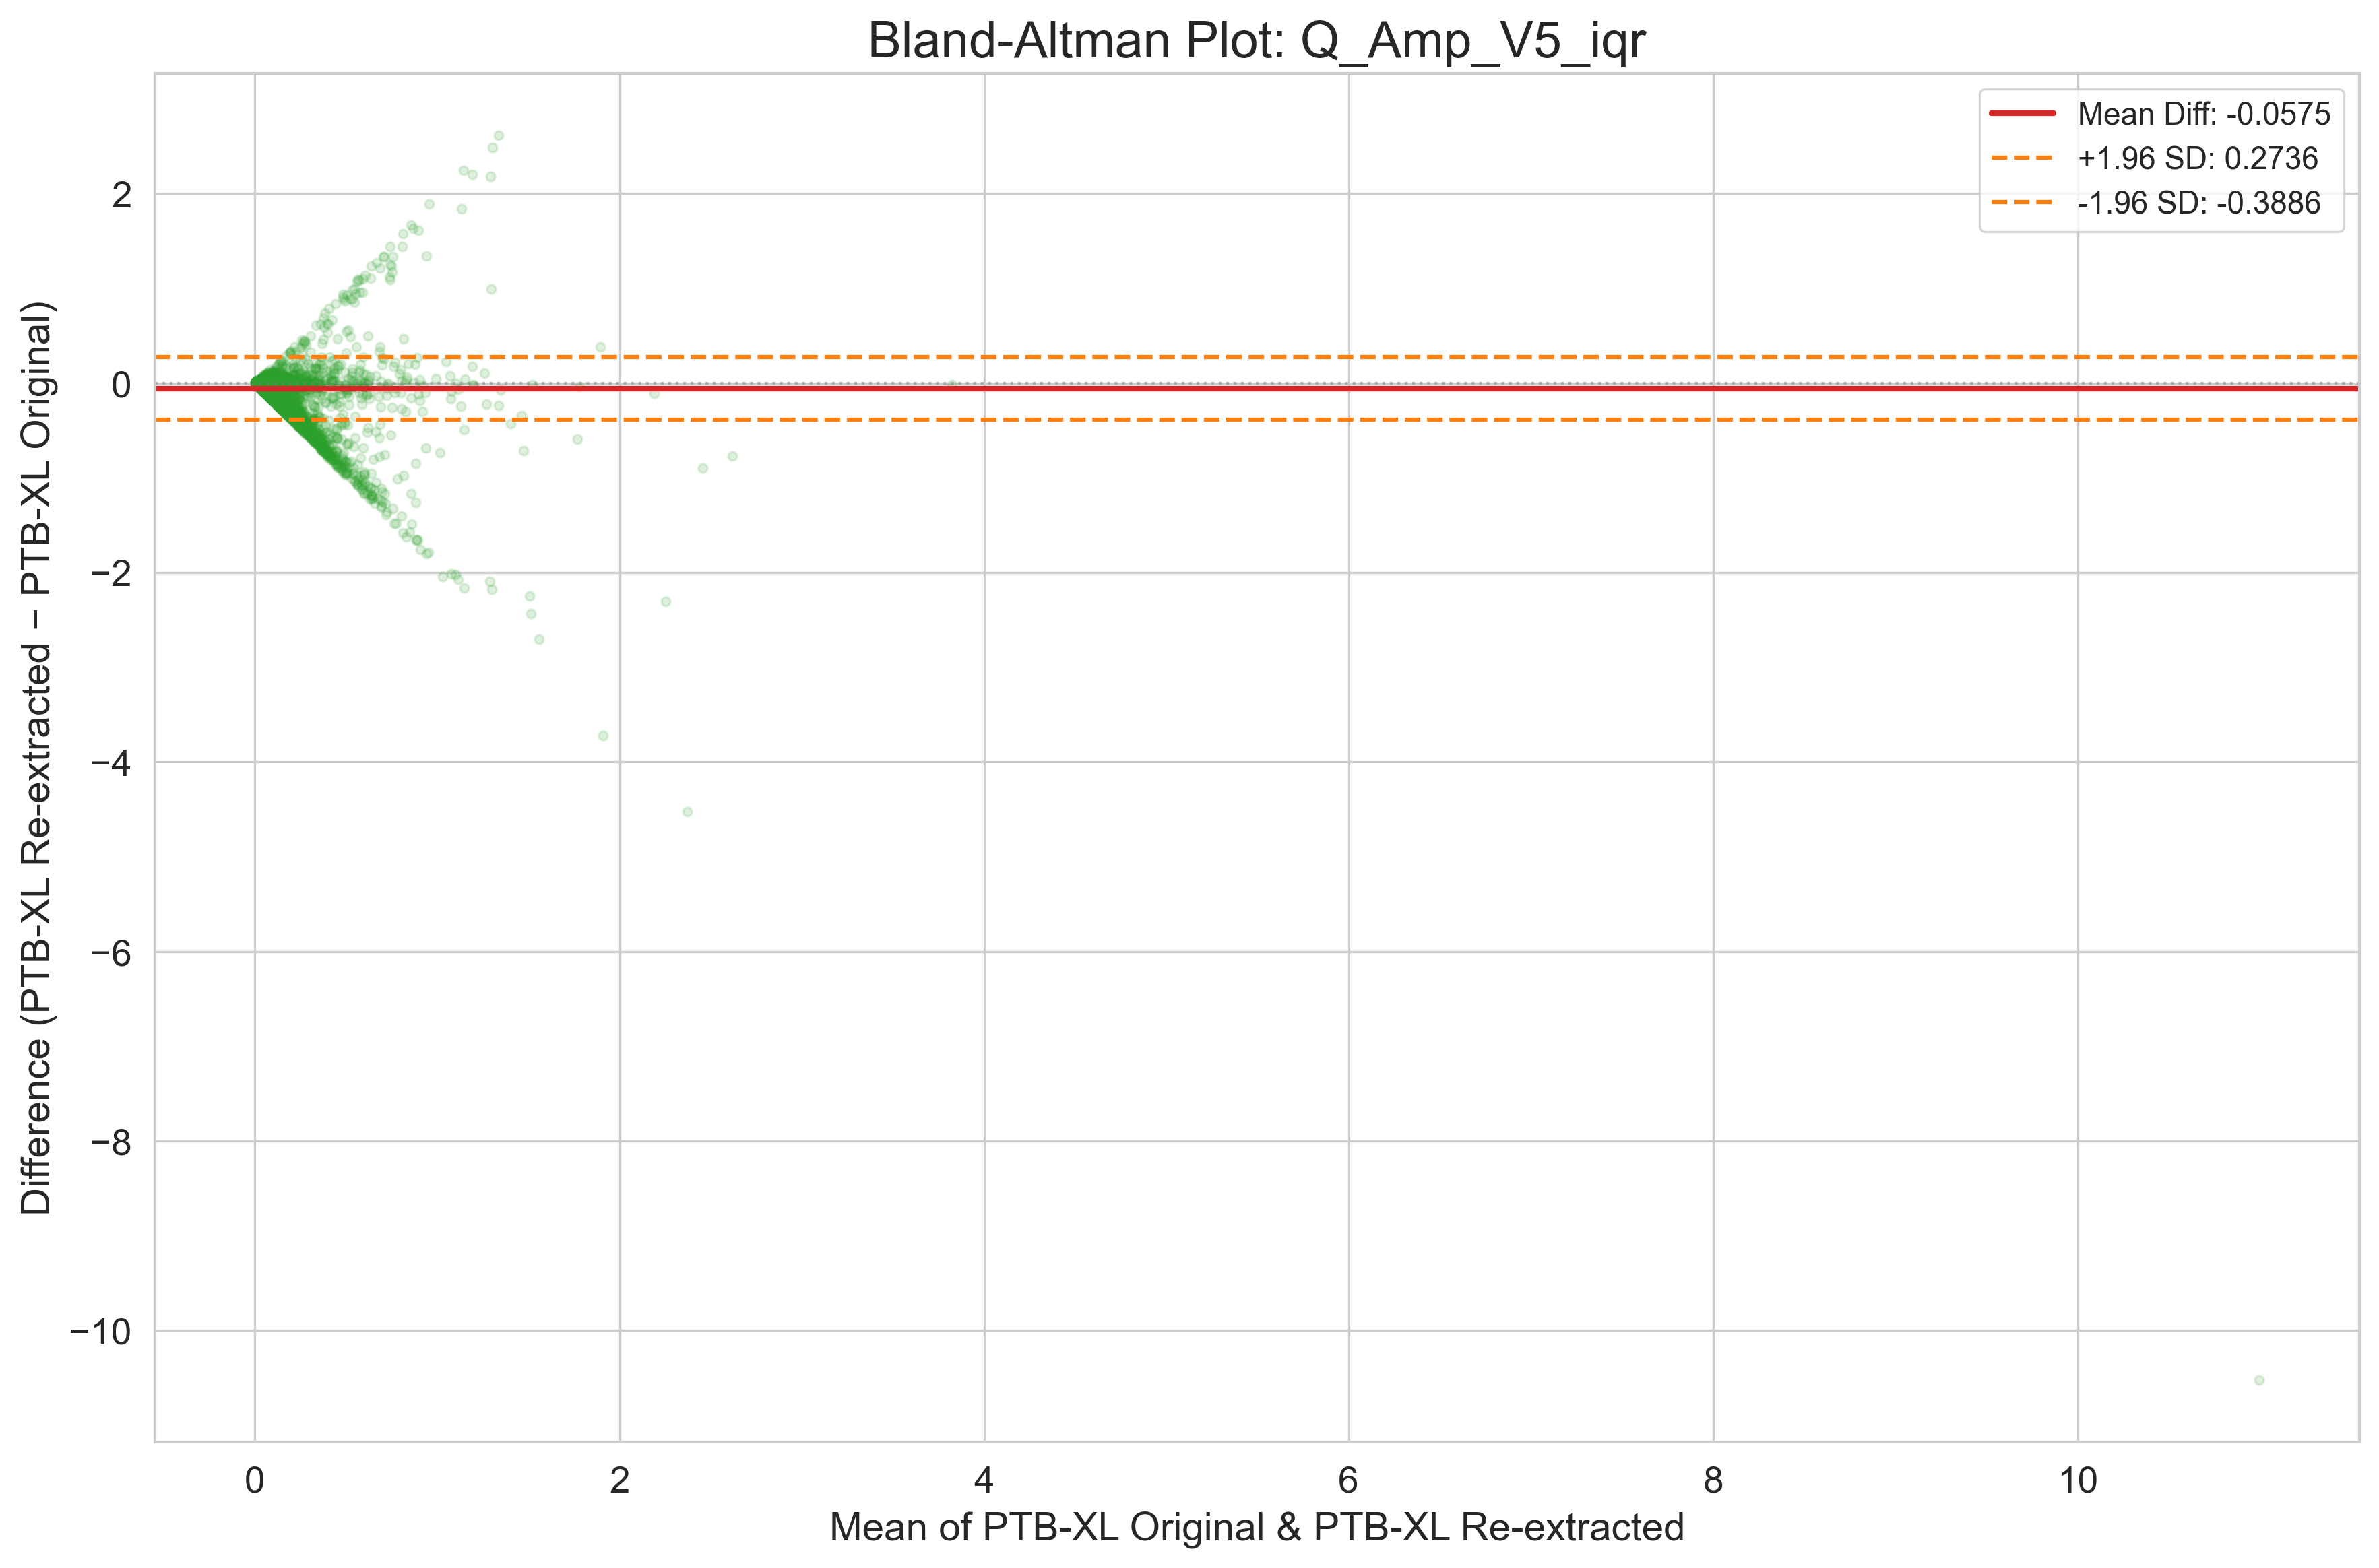 Bland-Altman Plot: Q_Amp_V5_iqr
Mean Diff: -0.0575
+1.96 SD: 0.2736
-1.96 SD: -0.3886
Difference (PTB-XL Re-extracted − PTB-XL Original)
2
0
−2
−4
−6
−8
−10
0 2 4 6 8 10
Mean of PTB-XL Original & PTB-XL Re-extracted